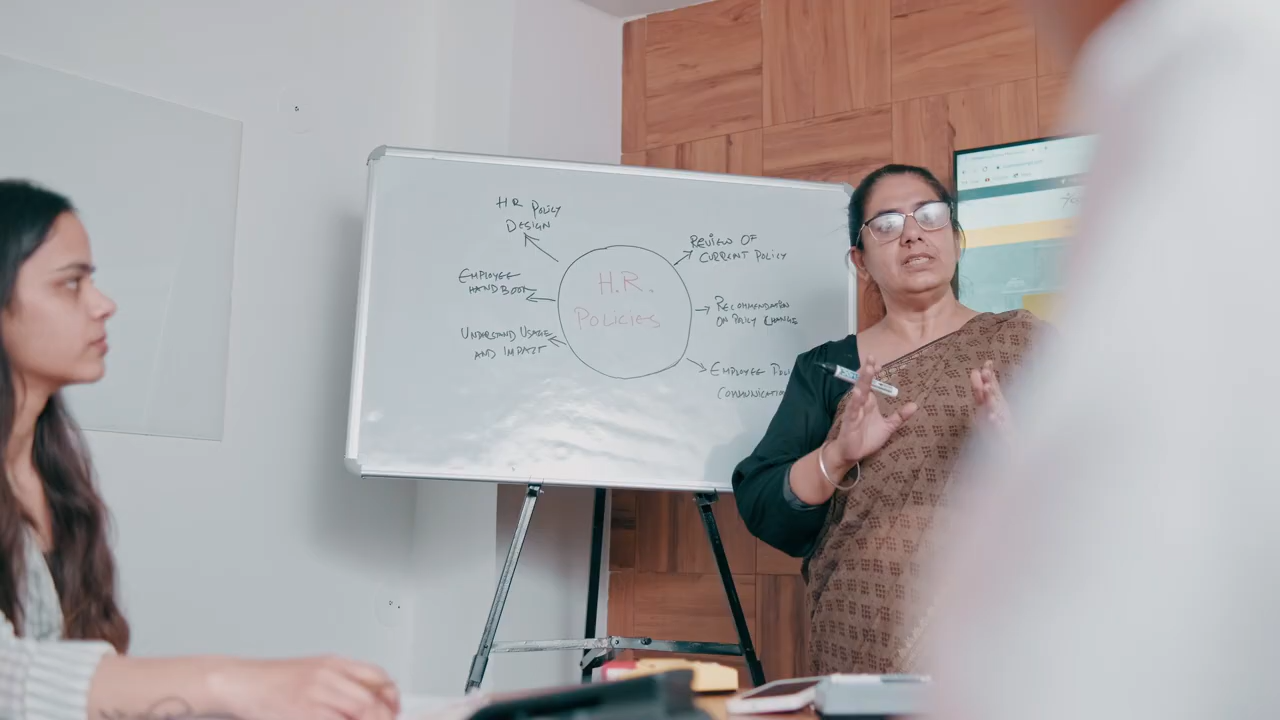 HR POLICY
DESIGN
EMPLOYEE
HANDBOOK
UNDERSTAND USAGE
AND IMPACT
H.R.
POLICIES
REVIEW OF
CURRENT POLICY
RECOMMENDATION
ON POLICY CHANGE
EMPLOYEE
COMMUNICATION